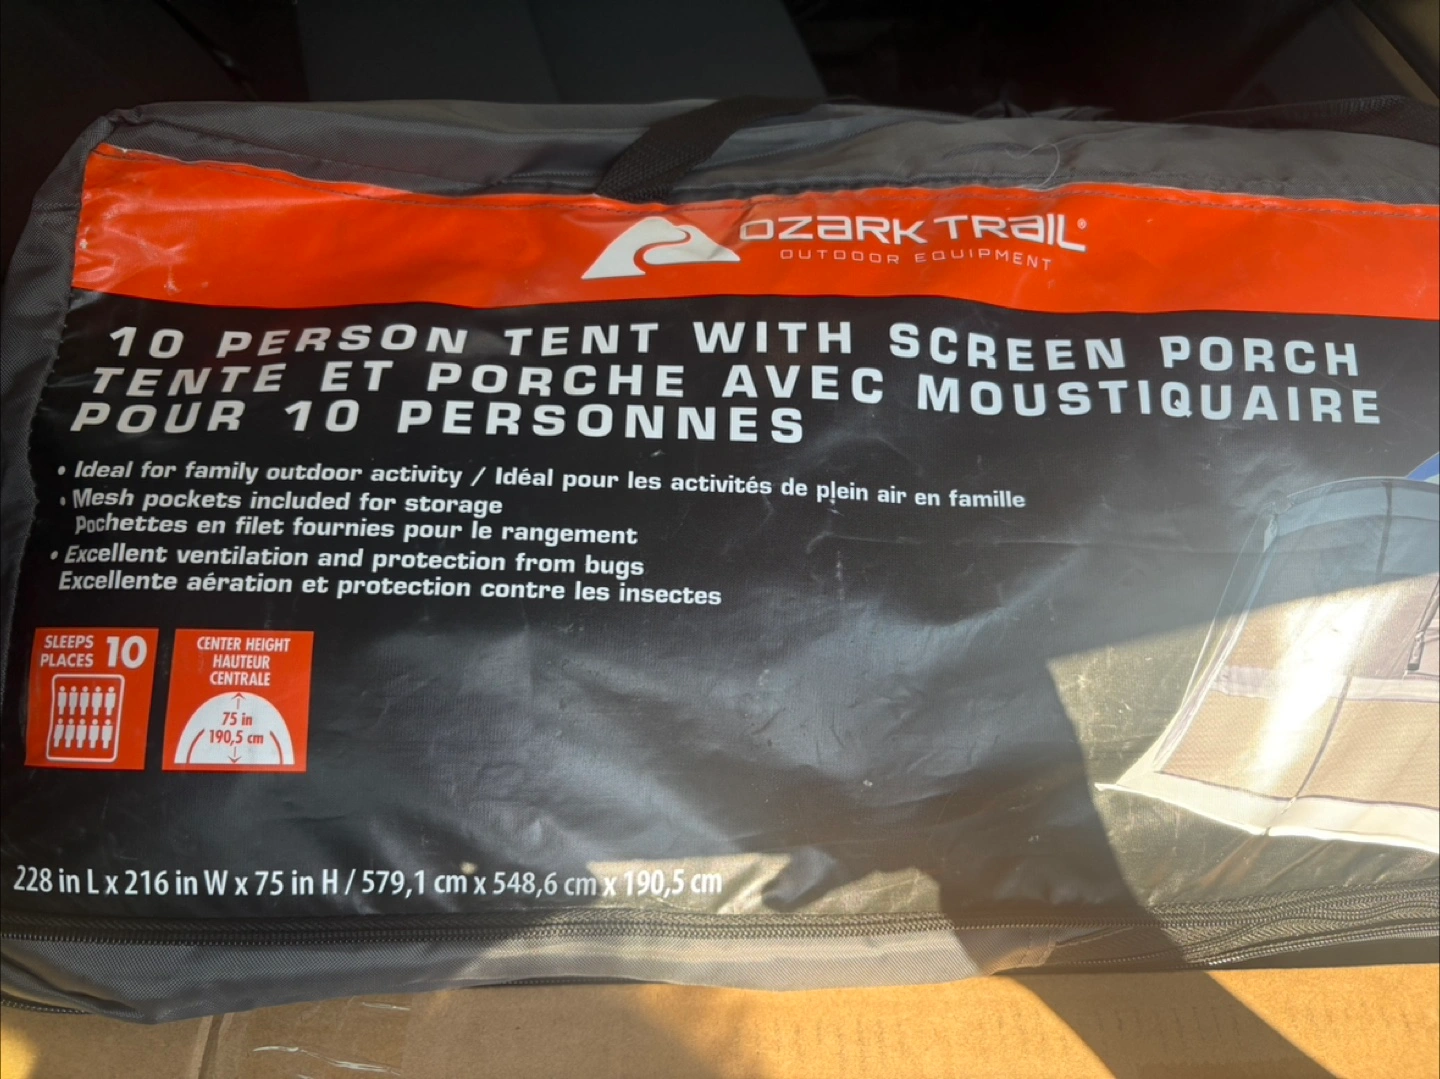 OZARK TRAIL®
OUTDOOR EQUIPMENT
10 PERSON TENT WITH SCREEN PORCH
TENTE ET PORCHE AVEC MOUSTIQUAIRE
POUR 10 PERSONNES
• Ideal for family outdoor activity / Idéal pour les activités de plein air en famille
• Mesh pockets included for storage
Pochettes en filet fournies pour le rangement
• Excellent ventilation and protection from bugs
Excellente aération et protection contre les insectes
SLEEPS
PLACES 10
CENTER HEIGHT
HAUTEUR
CENTRALE
75 in
190,5 cm
228 in L x 216 in W x 75 in H / 579,1 cm x 548,6 cm x 190,5 cm